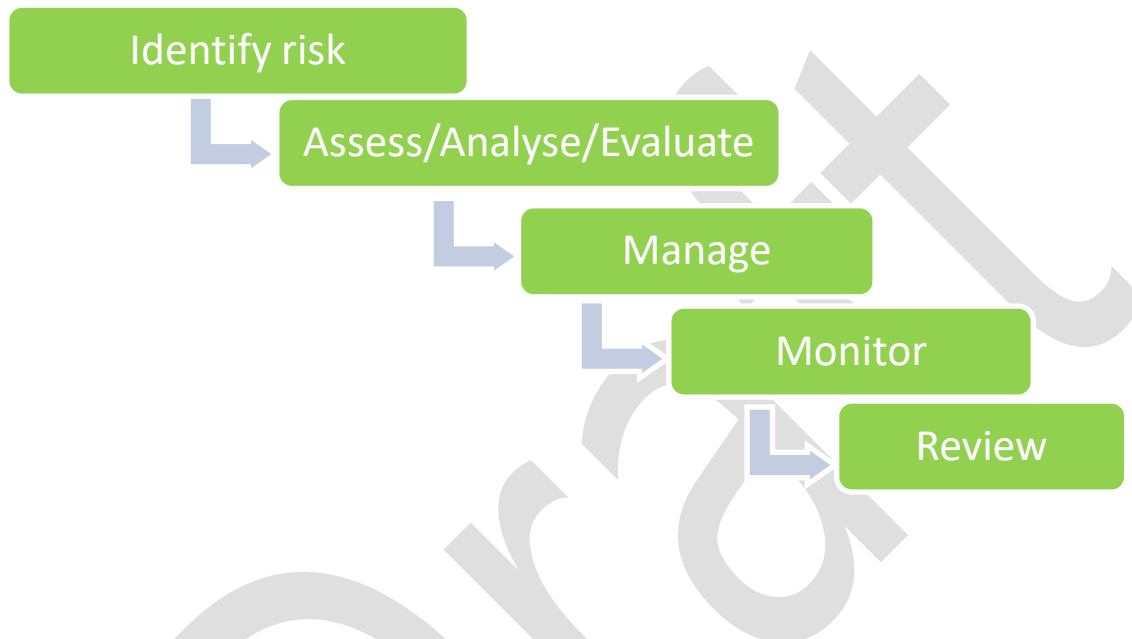 Identify risk
Assess/Analyse/Evaluate
Manage
Monitor
Review
Draft